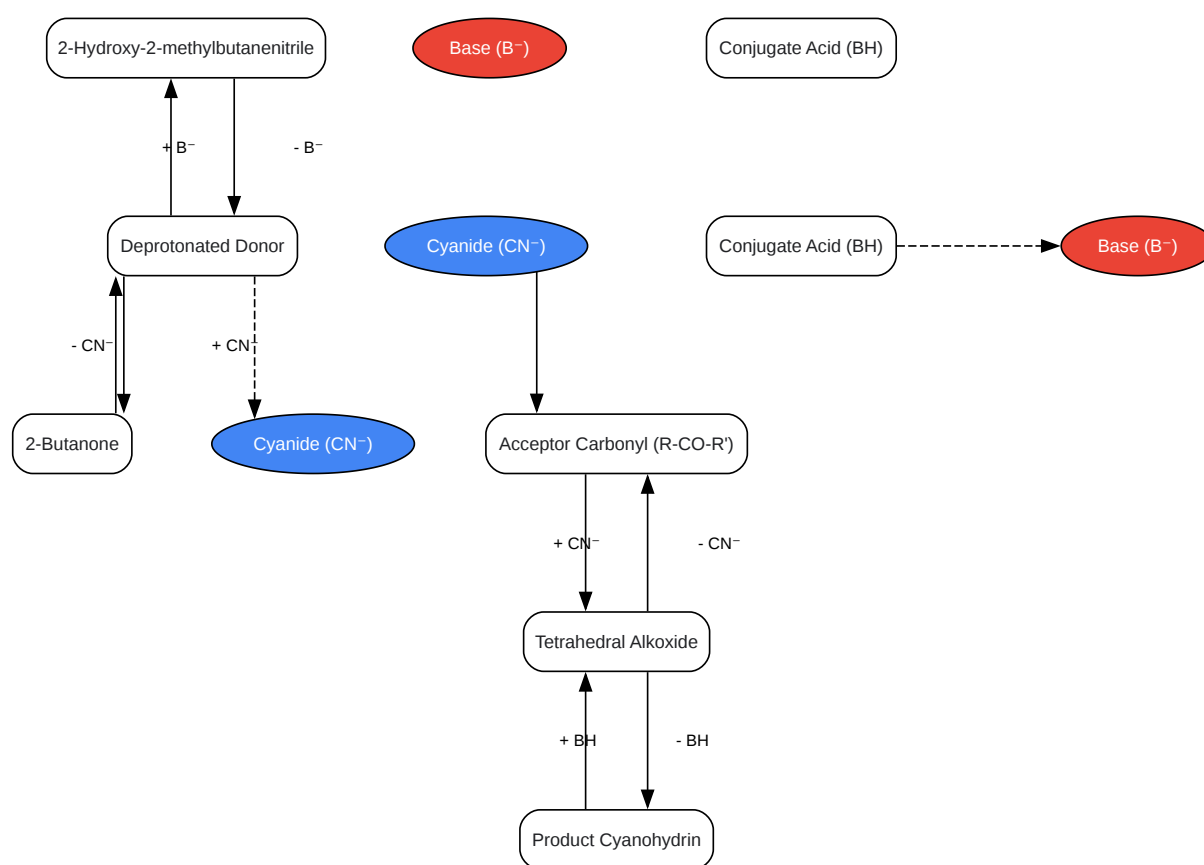 2-Hydroxy-2-methylbutanenitrile
Base (B⁻)
Conjugate Acid (BH)
+ B⁻
- B⁻
Deprotonated Donor
Cyanide (CN⁻)
Conjugate Acid (BH)
Base (B⁻)
- CN⁻
+ CN⁻
2-Butanone
Cyanide (CN⁻)
Acceptor Carbonyl (R-CO-R')
+ CN⁻
- CN⁻
Tetrahedral Alkoxide
+ BH
- BH
Product Cyanohydrin